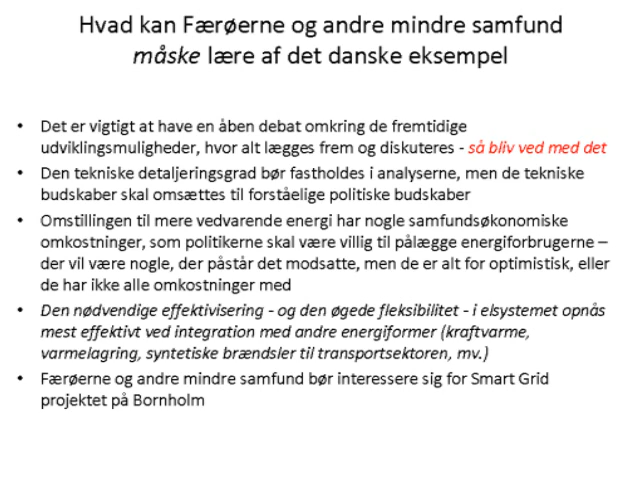 Hvad kan Færøerne og andre mindre samfund
måske lære af det danske eksempel
• Det er vigtigt at have en åben debat omkring de fremtidige
udviklingsmuligheder, hvor alt lægges frem og diskuteres - så bliv ved med det
• Den tekniske detaljeringsgrad bør fastholdes i analyserne, men de tekniske
budskaber skal omsættes til forståelige politiske budskaber
• Omstillingen til mere vedvarende energi har nogle samfundsøkonomiske
omkostninger, som politikerne skal være villig til pålægge energiforbrugerne –
der vil være nogle, der påstår det modsatte, men de er alt for optimistisk, eller
de har ikke alle omkostninger med
• Den nødvendige effektivisering - og den øgede fleksibilitet - i elsystemet opnås
mest effektivt ved integration med andre energiformer (kraftvarme,
varmelagring, syntetiske brændsler til transportsektoren, mv.)
• Færøerne og andre mindre samfund bør interessere sig for Smart Grid
projektet på Bornholm